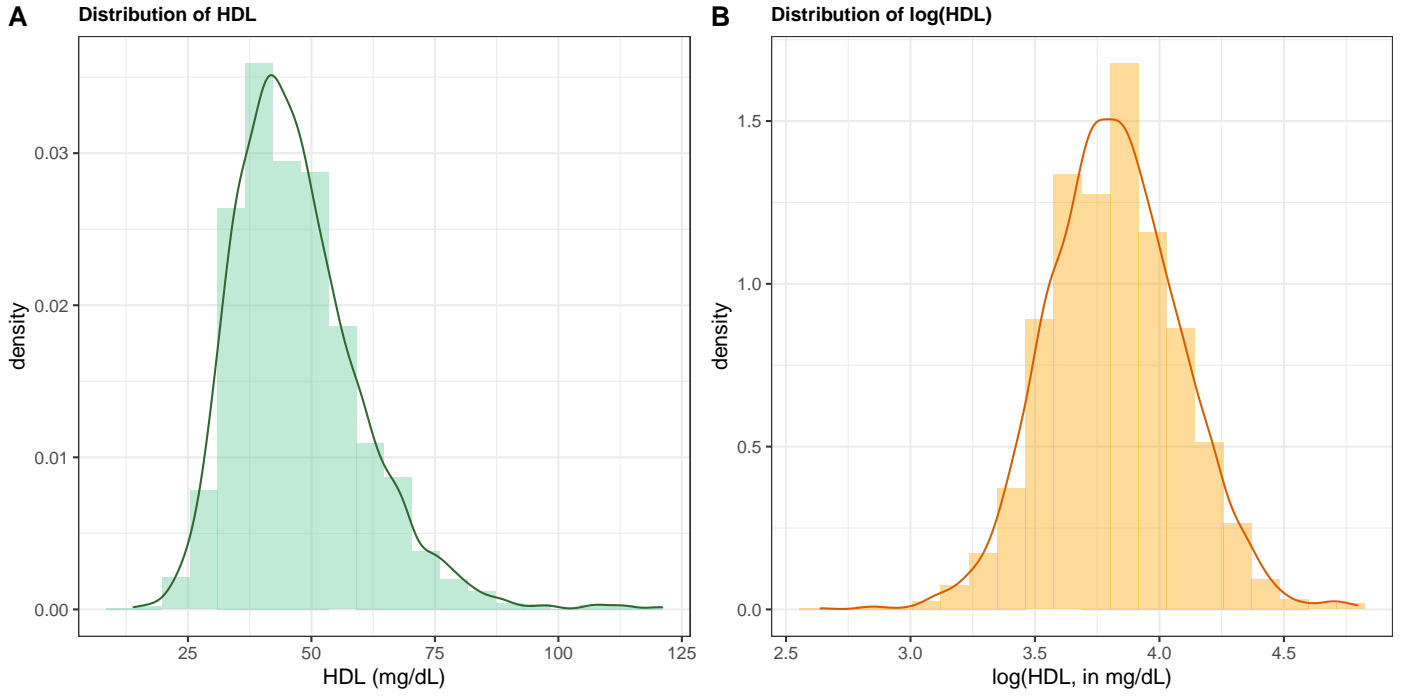 A
Distribution of HDL
0.03
0.02
0.01
0.00
density
25
50
75
100
125
HDL (mg/dL)
B
Distribution of log(HDL)
1.5
1.0
0.5
0.0
density
2.5
3.0
3.5
4.0
4.5
log(HDL, in mg/dL)